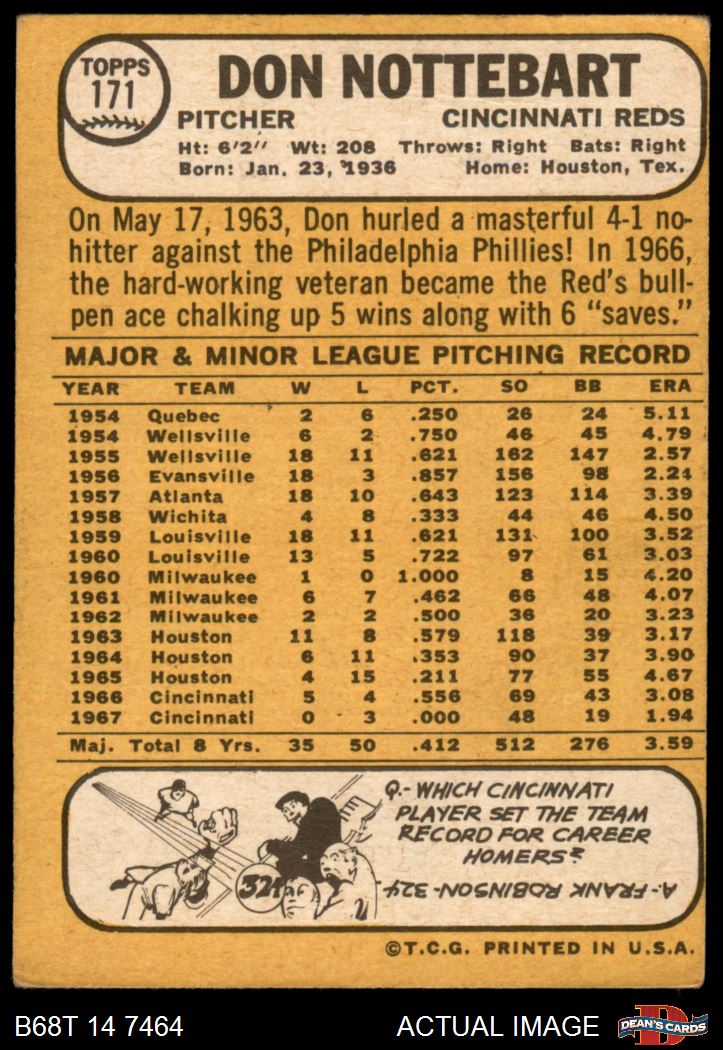 TOPPS
171
DON NOTTEBART
PITCHER CINCINNATI REDS
Ht: 6'2'' Wt: 208 Throws: Right Bats: Right
Born: Jan. 23, 1936 Home: Houston, Tex.
On May 17, 1963, Don hurled a masterful 4-1 no-
hitter against the Philadelphia Phillies! In 1966,
the hard-working veteran became the Red's bull-
pen ace chalking up 5 wins along with 6 “saves.”
MAJOR & MINOR LEAGUE PITCHING RECORD
YEAR TEAM W L PCT. SO BB ERA
1954 Quebec 2 6 .250 26 24 5.11
1954 Wellsville 6 2 .750 46 45 4.79
1955 Wellsville 18 11 .621 162 147 2.57
1956 Evansville 18 3 .857 156 98 2.24
1957 Atlanta 18 10 .643 123 114 3.39
1958 Wichita 4 8 .333 44 46 4.50
1959 Louisville 18 11 .621 131 100 3.52
1960 Louisville 13 5 .722 97 61 3.03
1960 Milwaukee 1 0 1.000 8 15 4.20
1961 Milwaukee 6 7 .462 66 48 4.07
1962 Milwaukee 2 2 .500 36 20 3.23
1963 Houston 11 8 .579 118 39 3.17
1964 Houston 6 11 .353 90 37 3.90
1965 Houston 4 15 .211 77 55 4.67
1966 Cincinnati 5 4 .556 69 43 3.08
1967 Cincinnati 0 3 .000 48 19 1.94
Maj. Total 8 Yrs. 35 50 .412 512 276 3.59
Q.- WHICH CINCINNATI
PLAYER SET THE TEAM
RECORD FOR CAREER
HOMERS?
324
A.- FRANK ROBINSON-324
©T.C.G. PRINTED IN U.S.A.
B68T 14 7464 ACTUAL IMAGE DEAN'S CARDS